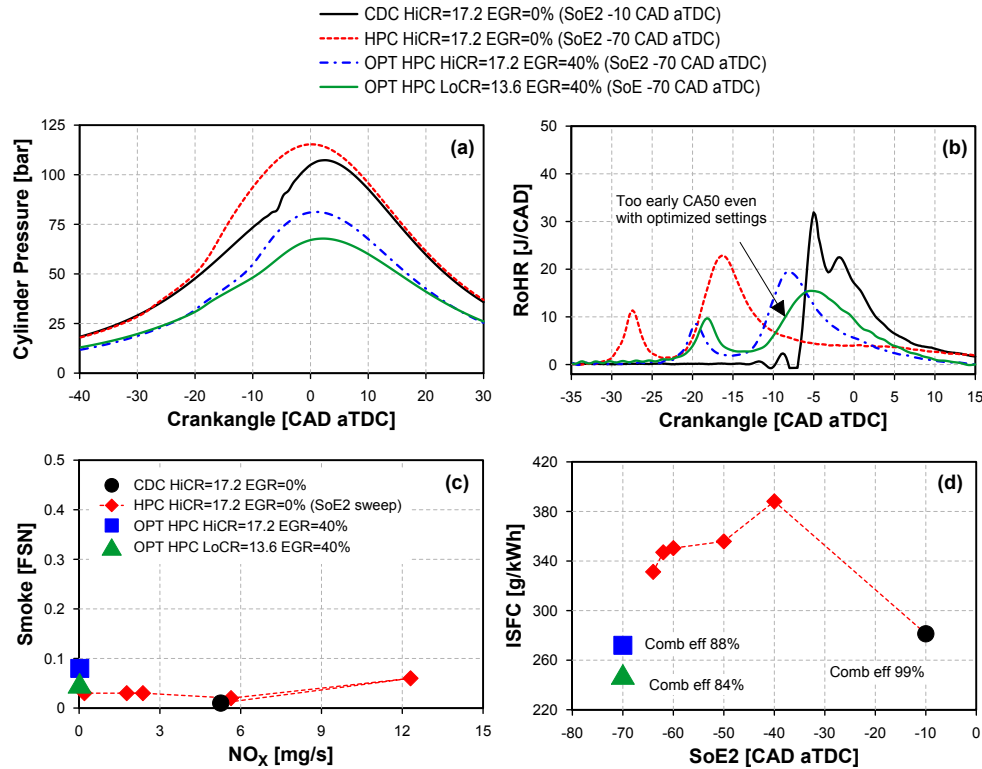 CDC HiCR=17.2 EGR=0% (SoE2 -10 CAD aTDC)
HPC HiCR=17.2 EGR=0% (SoE2 -70 CAD aTDC)
OPT HPC HiCR=17.2 EGR=40% (SoE2 -70 CAD aTDC)
OPT HPC LoCR=13.6 EGR=40% (SoE -70 CAD aTDC)
(a)
Cylinder Pressure [bar]
125
100
75
50
25
0
-40 -30 -20 -10 0 10 20 30
Crankangle [CAD aTDC]
(b)
RoHR [J/CAD]
50
40
30
20
10
0
Too early CA50 even
with optimized settings
-35 -30 -25 -20 -15 -10 -5 0 5 10 15
Crankangle [CAD aTDC]
(c)
Smoke [FSN]
0.5
0.4
0.3
0.2
0.1
0
CDC HiCR=17.2 EGR=0%
HPC HiCR=17.2 EGR=0% (SoE2 sweep)
OPT HPC HiCR=17.2 EGR=40%
OPT HPC LoCR=13.6 EGR=40%
0 3 6 9 12 15
NOX [mg/s]
(d)
ISFC [g/kWh]
420
380
340
300
260
220
Comb eff 88%
Comb eff 84%
Comb eff 99%
-80 -70 -60 -50 -40 -30 -20 -10 0
SoE2 [CAD aTDC]